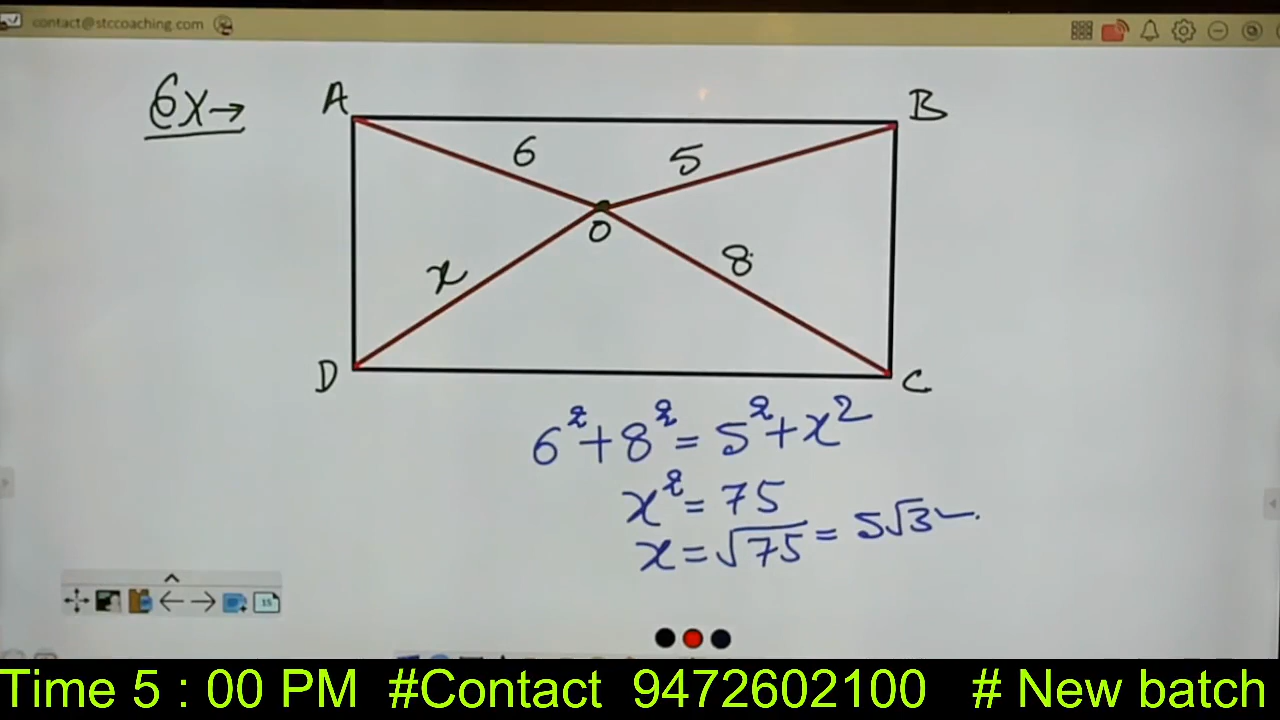 contact@stccoaching.com
Ex→
A
B
6
5
O
x
8
D
C
6²+8²=5²+x²
x²=75
x=√75=5√3
15
Time 5 : 00 PM #Contact 9472602100 # New batch